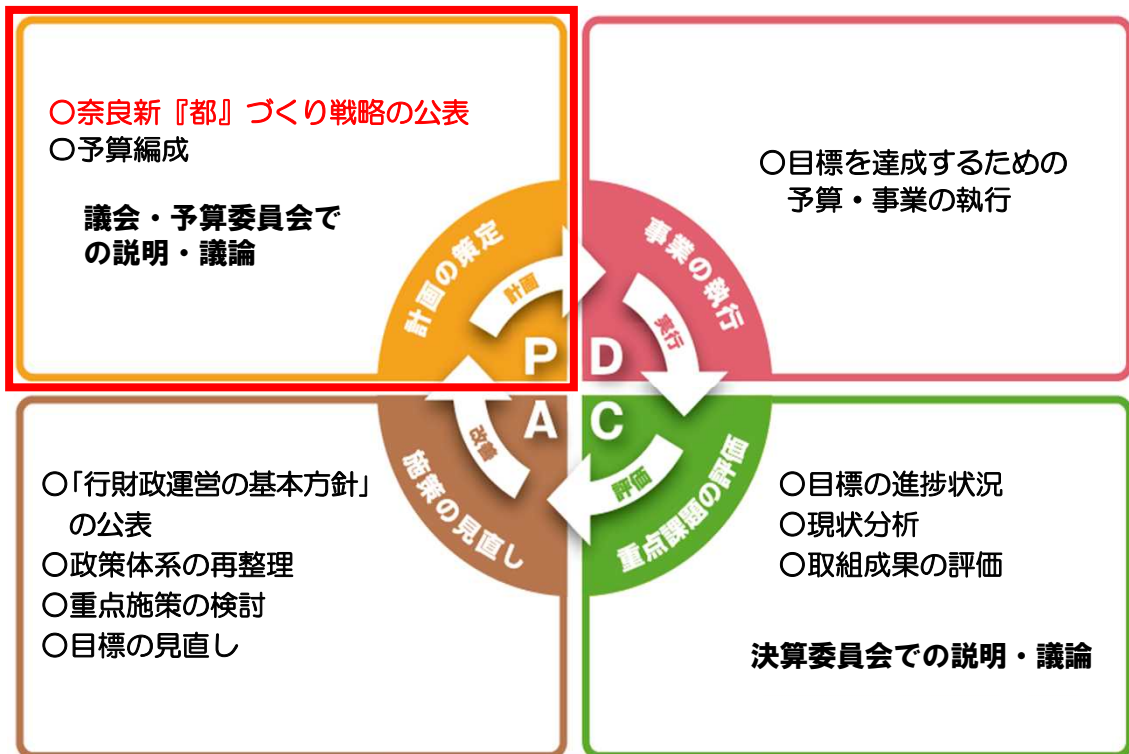 〇奈良新『都』づくり戦略の公表
〇予算編成
議会・予算委員会で
の説明・議論
計画の策定
計画
P
〇目標を達成するための
予算・事業の執行
事業の執行
実行
D
〇「行財政運営の基本方針」
の公表
〇政策体系の再整理
〇重点施策の検討
〇目標の見直し
施策の見直し
改善
A
〇目標の進捗状況
〇現状分析
〇取組成果の評価
決算委員会での説明・議論
重点課題の評価
評価
C